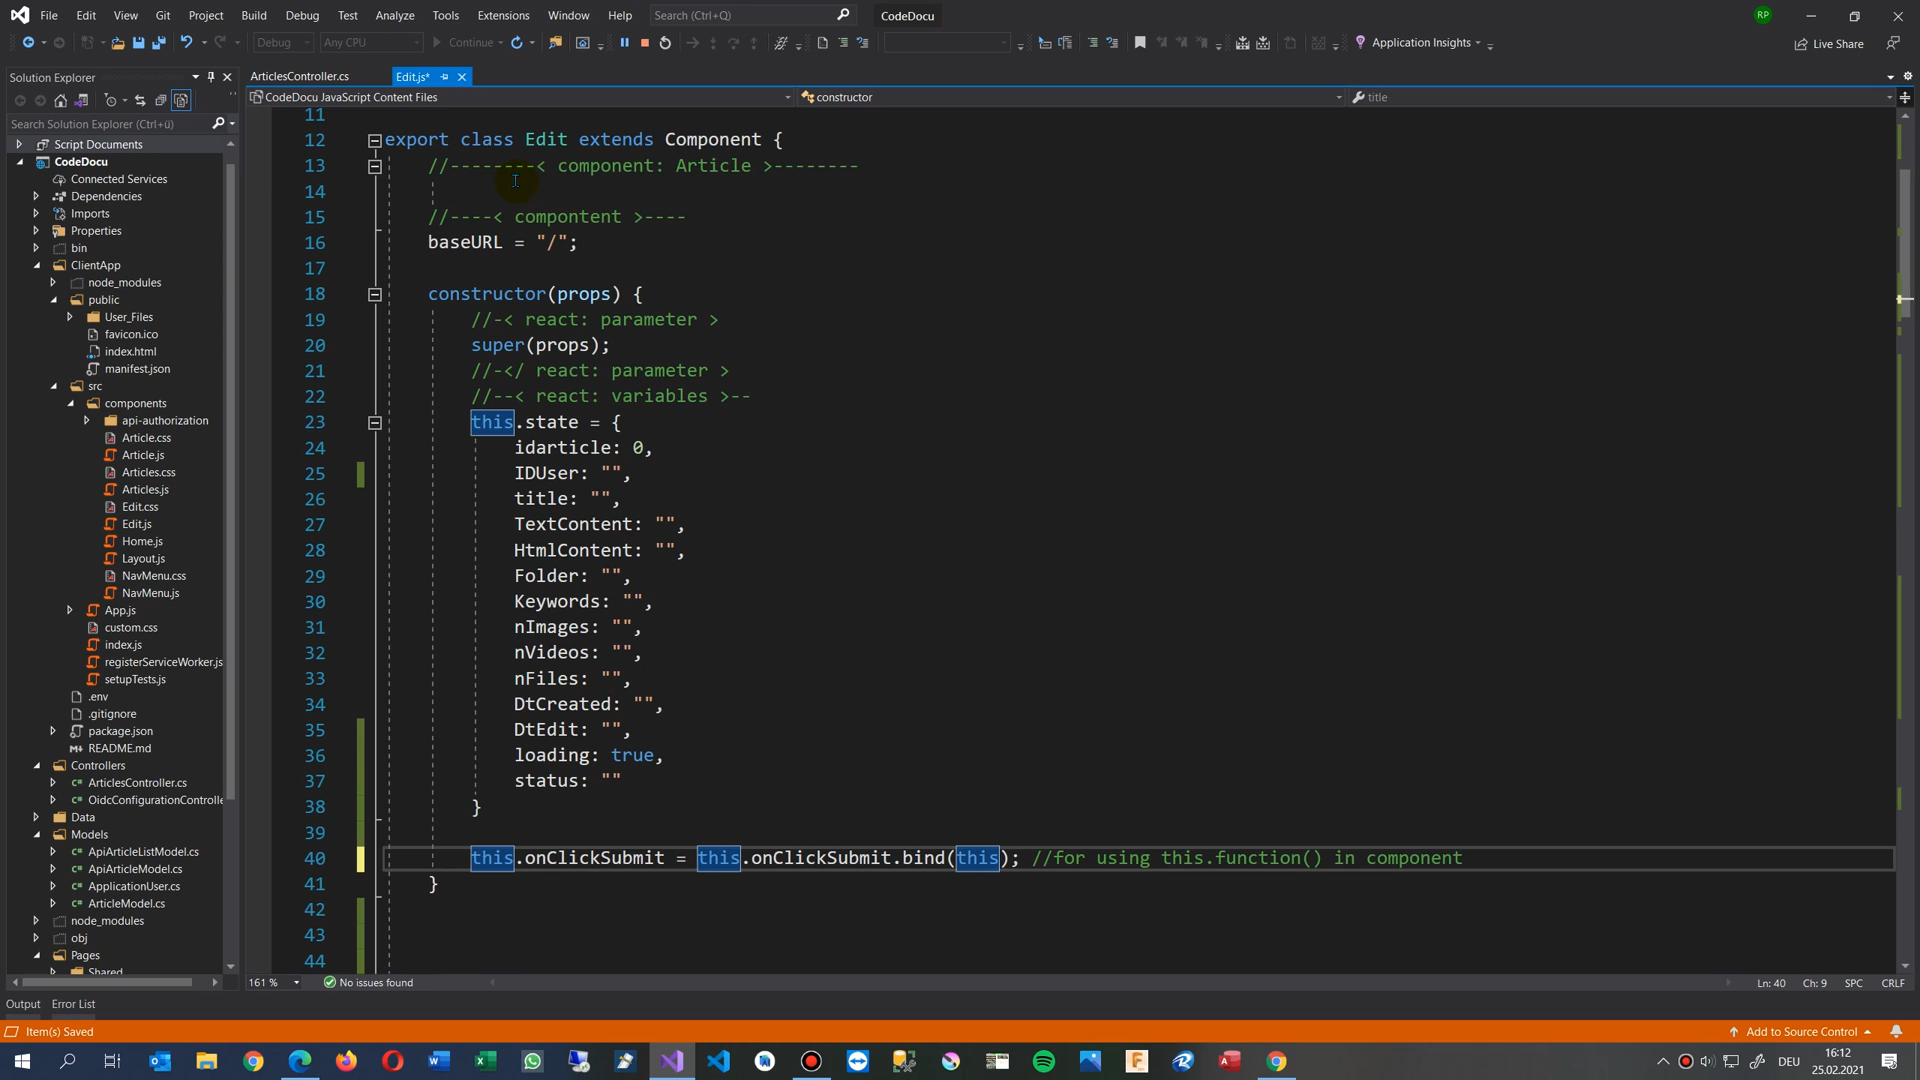 File Edit View Git Project Build Debug Test Analyze Tools Extensions Window Help Search (Ctrl+Q) CodeDocu RP
Debug Any CPU Continue Application Insights Live Share
Solution Explorer
ArticlesController.cs Edit.js*
CodeDocu JavaScript Content Files constructor title
Search Solution Explorer (Ctrl+ü)
Script Documents
CodeDocu
Connected Services
Dependencies
Imports
Properties
bin
ClientApp
node_modules
public
User_Files
favicon.ico
index.html
manifest.json
src
components
api-authorization
Article.css
Article.js
Articles.css
Articles.js
Edit.css
Edit.js
Home.js
Layout.js
NavMenu.css
NavMenu.js
App.js
custom.css
index.js
registerServiceWorker.js
setupTests.js
.env
.gitignore
package.json
README.md
Controllers
ArticlesController.cs
OidcConfigurationControlle
Data
Models
ApiArticleListModel.cs
ApiArticleModel.cs
ApplicationUser.cs
ArticleModel.cs
node_modules
obj
Pages
Shared
11
12 export class Edit extends Component {
13 //--------< component: Article >--------
14
15 //----< compontent >----
16 baseURL = "/";
17
18 constructor(props) {
19 //-< react: parameter >
20 super(props);
21 //-</ react: parameter >
22 //--< react: variables >--
23 this.state = {
24 idarticle: 0,
25 IDUser: "",
26 title: "",
27 TextContent: "",
28 HtmlContent: "",
29 Folder: "",
30 Keywords: "",
31 nImages: "",
32 nVideos: "",
33 nFiles: "",
34 DtCreated: "",
35 DtEdit: "",
36 loading: true,
37 status: ""
38 }
39
40 this.onClickSubmit = this.onClickSubmit.bind(this); //for using this.function() in component
41 }
42
43
44
161 % No issues found Ln: 40 Ch: 9 SPC CRLF
Output Error List
Item(s) Saved Add to Source Control
DEU 16:12
25.02.2021